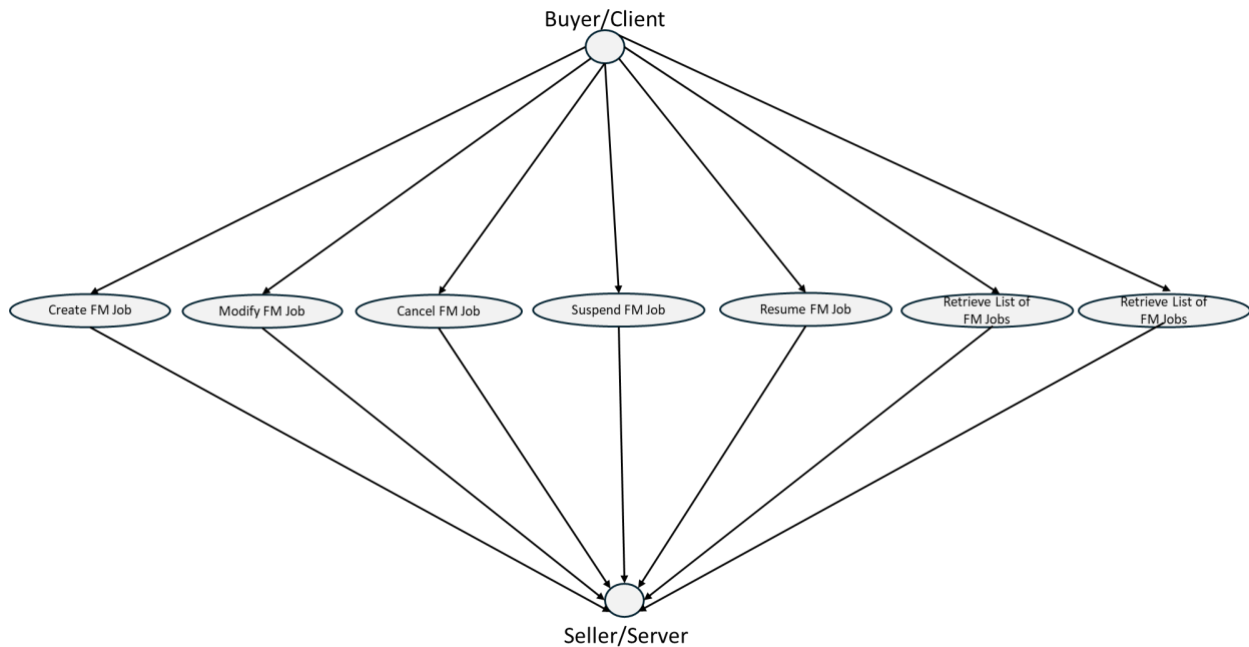 Buyer/Client
Create FM Job
Modify FM Job
Cancel FM Job
Suspend FM Job
Resume FM Job
Retrieve List of
FM Jobs
Retrieve List of
FM Jobs
Seller/Server